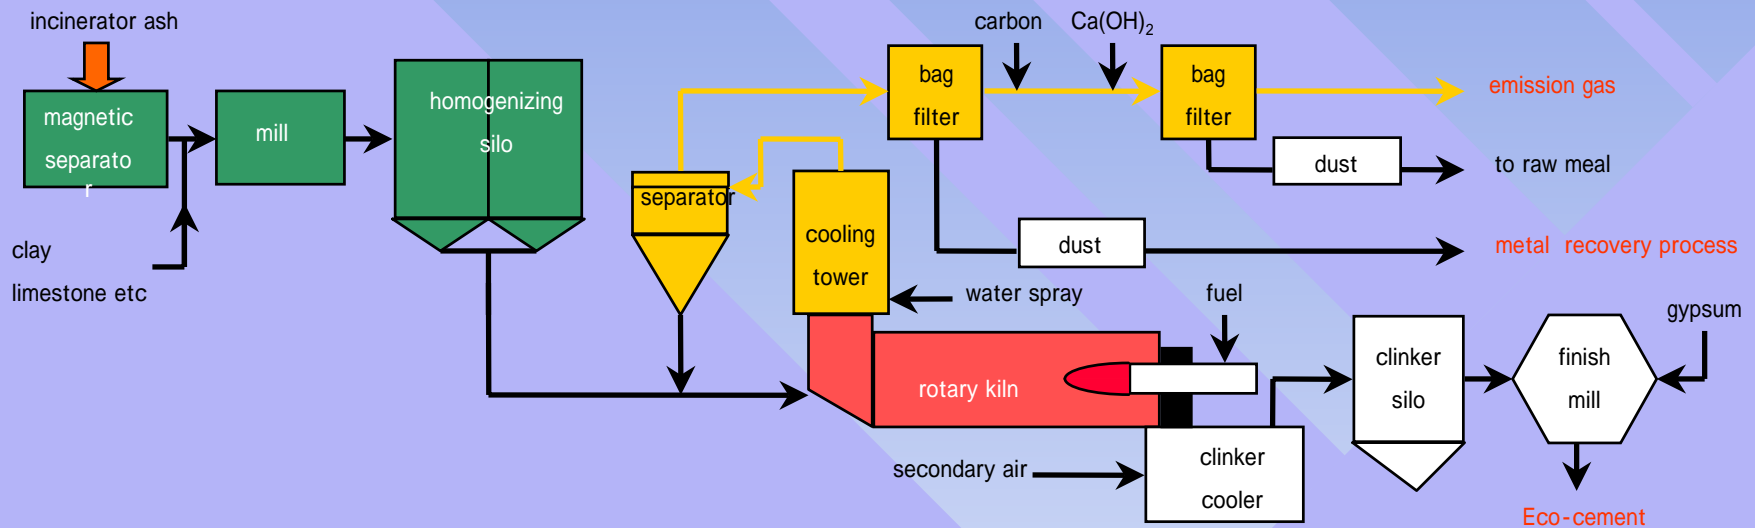 incinerator ash
magnetic
separato
r
mill
homogenizing
silo
clay
limestone etc
separator
cooling
tower
water spray
bag
filter
carbon
Ca(OH)2
bag
filter
emission gas
dust
to raw meal
dust
metal recovery process
fuel
rotary kiln
secondary air
clinker
cooler
clinker
silo
finish
mill
gypsum
Eco-cement